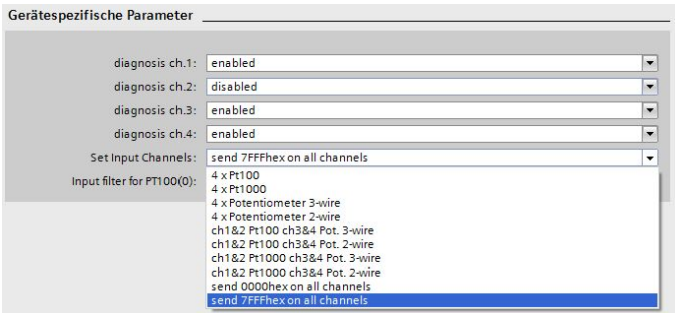 Gerätespezifische Parameter
diagnosis ch.1: enabled
diagnosis ch.2: disabled
diagnosis ch.3: enabled
diagnosis ch.4: enabled
Set Input Channels: send 7FFFhex on all channels
Input filter for PT100(0):
4 x Pt100
4 x Pt1000
4 x Potentiometer 3-wire
4 x Potentiometer 2-wire
ch1&2 Pt100 ch3&4 Pot. 3-wire
ch1&2 Pt100 ch3&4 Pot. 2-wire
ch1&2 Pt1000 ch3&4 Pot. 3-wire
ch1&2 Pt1000 ch3&4 Pot. 2-wire
send 0000hex on all channels
send 7FFFhex on all channels